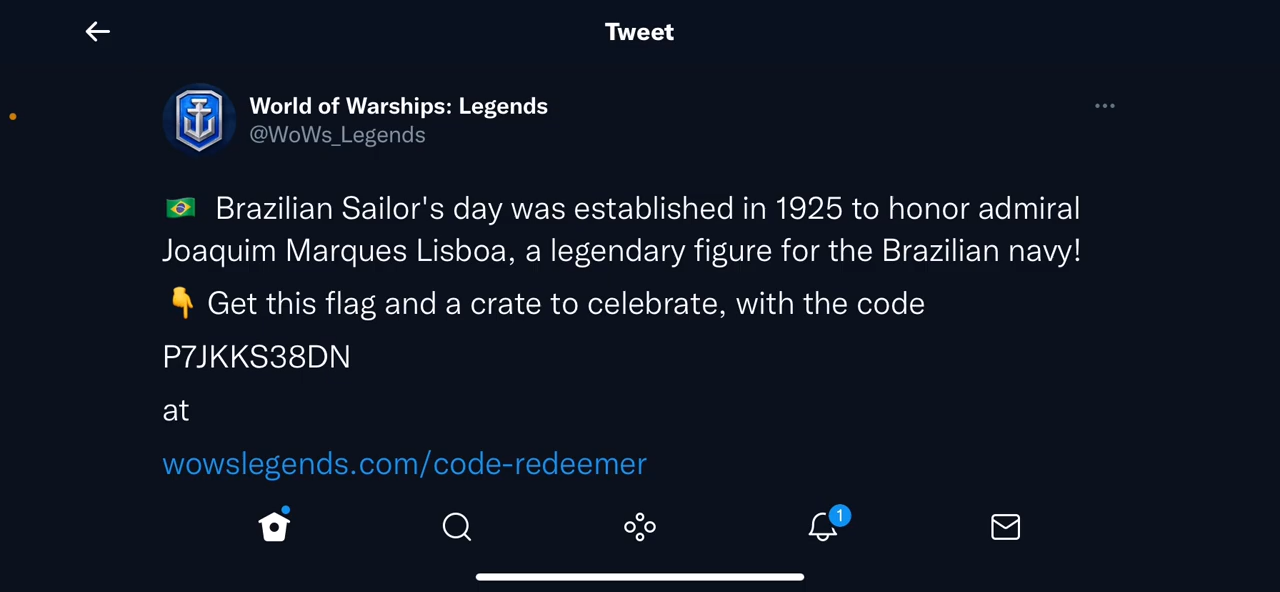 Tweet
World of Warships: Legends
@WoWs_Legends
🇧🇷 Brazilian Sailor's day was established in 1925 to honor admiral
Joaquim Marques Lisboa, a legendary figure for the Brazilian navy!
👇 Get this flag and a crate to celebrate, with the code
P7JKKS38DN
at
wowslegends.com/code-redeemer
1